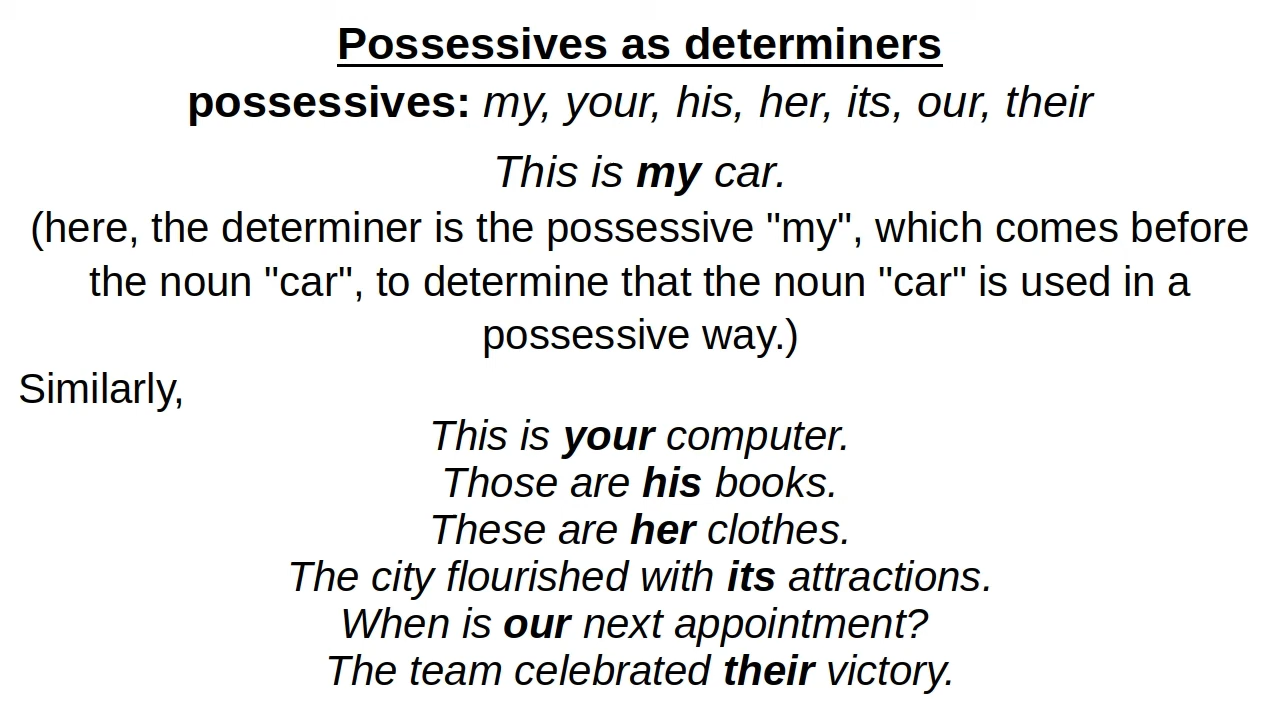 Possessives as determiners
possessives: my, your, his, her, its, our, their
This is my car.
(here, the determiner is the possessive "my", which comes before
the noun "car", to determine that the noun "car" is used in a
possessive way.)
Similarly,
This is your computer.
Those are his books.
These are her clothes.
The city flourished with its attractions.
When is our next appointment?
The team celebrated their victory.